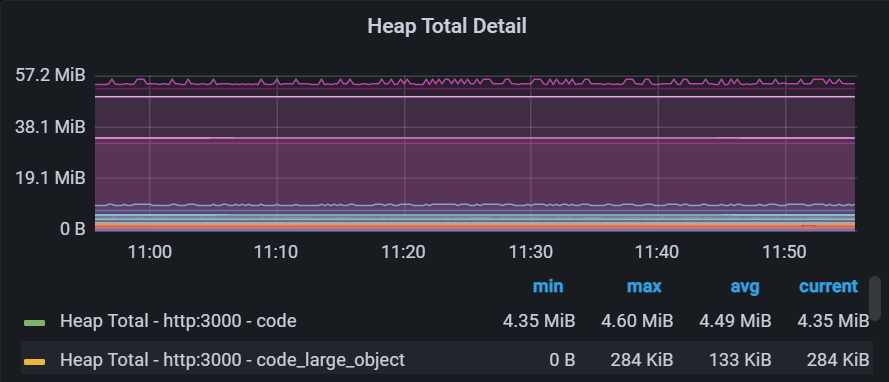 Heap Total Detail
57.2 MiB
38.1 MiB
19.1 MiB
0 B
11:00 11:10 11:20 11:30 11:40 11:50
min max avg current
Heap Total - http:3000 - code 4.35 MiB 4.60 MiB 4.49 MiB 4.35 MiB
Heap Total - http:3000 - code_large_object 0 B 284 KiB 133 KiB 284 KiB